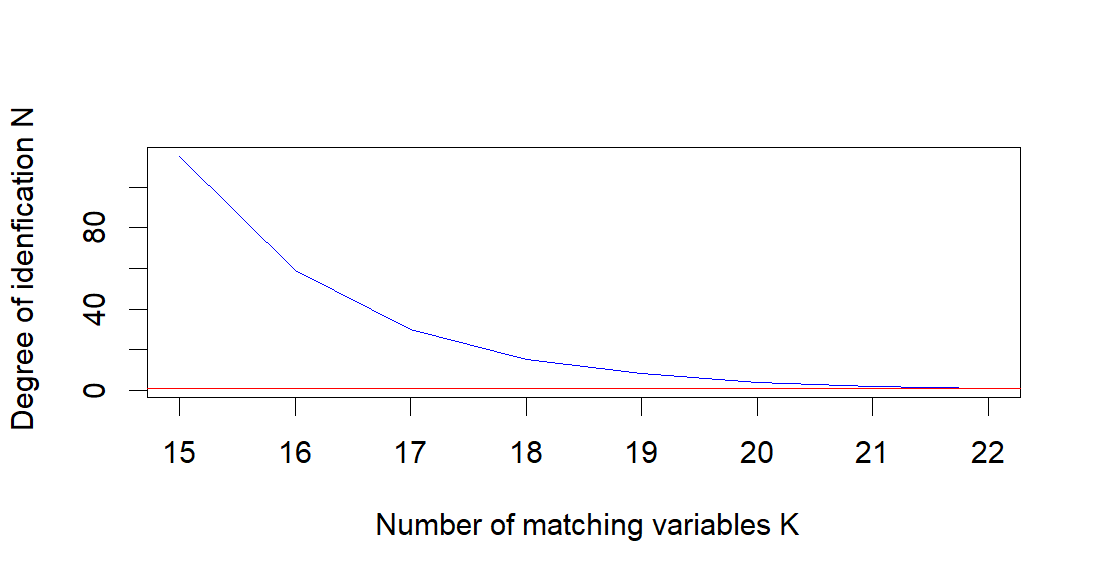 Degree of idenfication N
80
40
0
15 16 17 18 19 20 21 22
Number of matching variables K